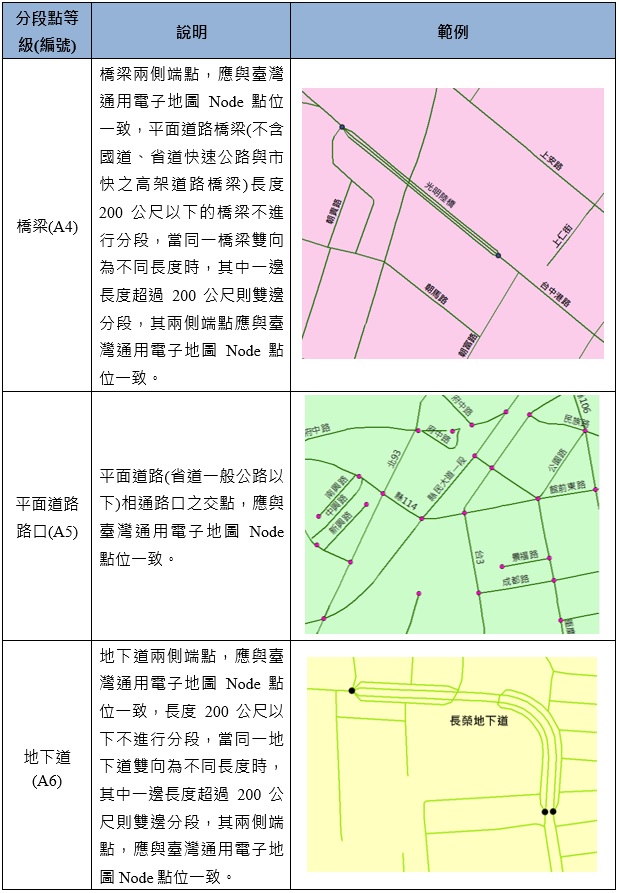 分段點等
級(編號)
說明
範例
橋梁(A4)
橋梁兩側端點，應與臺灣
通用電子地圖 Node 點位
一致，平面道路橋梁(不含
國道、省道快速公路與市
快之高架道路橋梁)長度
200 公尺以下的橋梁不進
行分段，當同一橋梁雙向
為不同長度時，其中一邊
長度超過 200 公尺則雙邊
分段，其兩側端點應與臺
灣通用電子地圖 Node 點
位一致。
上安路
光明陸橋
朝貴路
上仁街
朝馬路
台中港路
朝富路
平面道路
路口(A5)
平面道路(省道一般公路以
下)相通路口之交點，應與
臺灣通用電子地圖 Node
點位一致。
府中路
縣106
府中路
府中路
北93
公園路
縣民大道一段
南興路
中興路
新興路
縣114
館前東路
台3
景福路
成都路
地下道
(A6)
地下道兩側端點，應與臺
灣通用電子地圖 Node 點
位一致，長度 200 公尺以
下不進行分段，當同一地
下道雙向為不同長度時，
其中一邊長度超過 200 公
尺則雙邊分段，其兩側端
點，應與臺灣通用電子地
圖 Node 點位一致。
長榮地下道